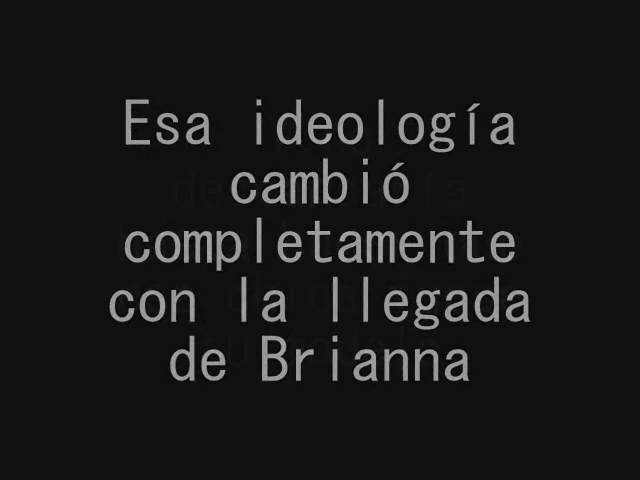 Esa ideología
cambió
completamente
con la llegada
de Brianna